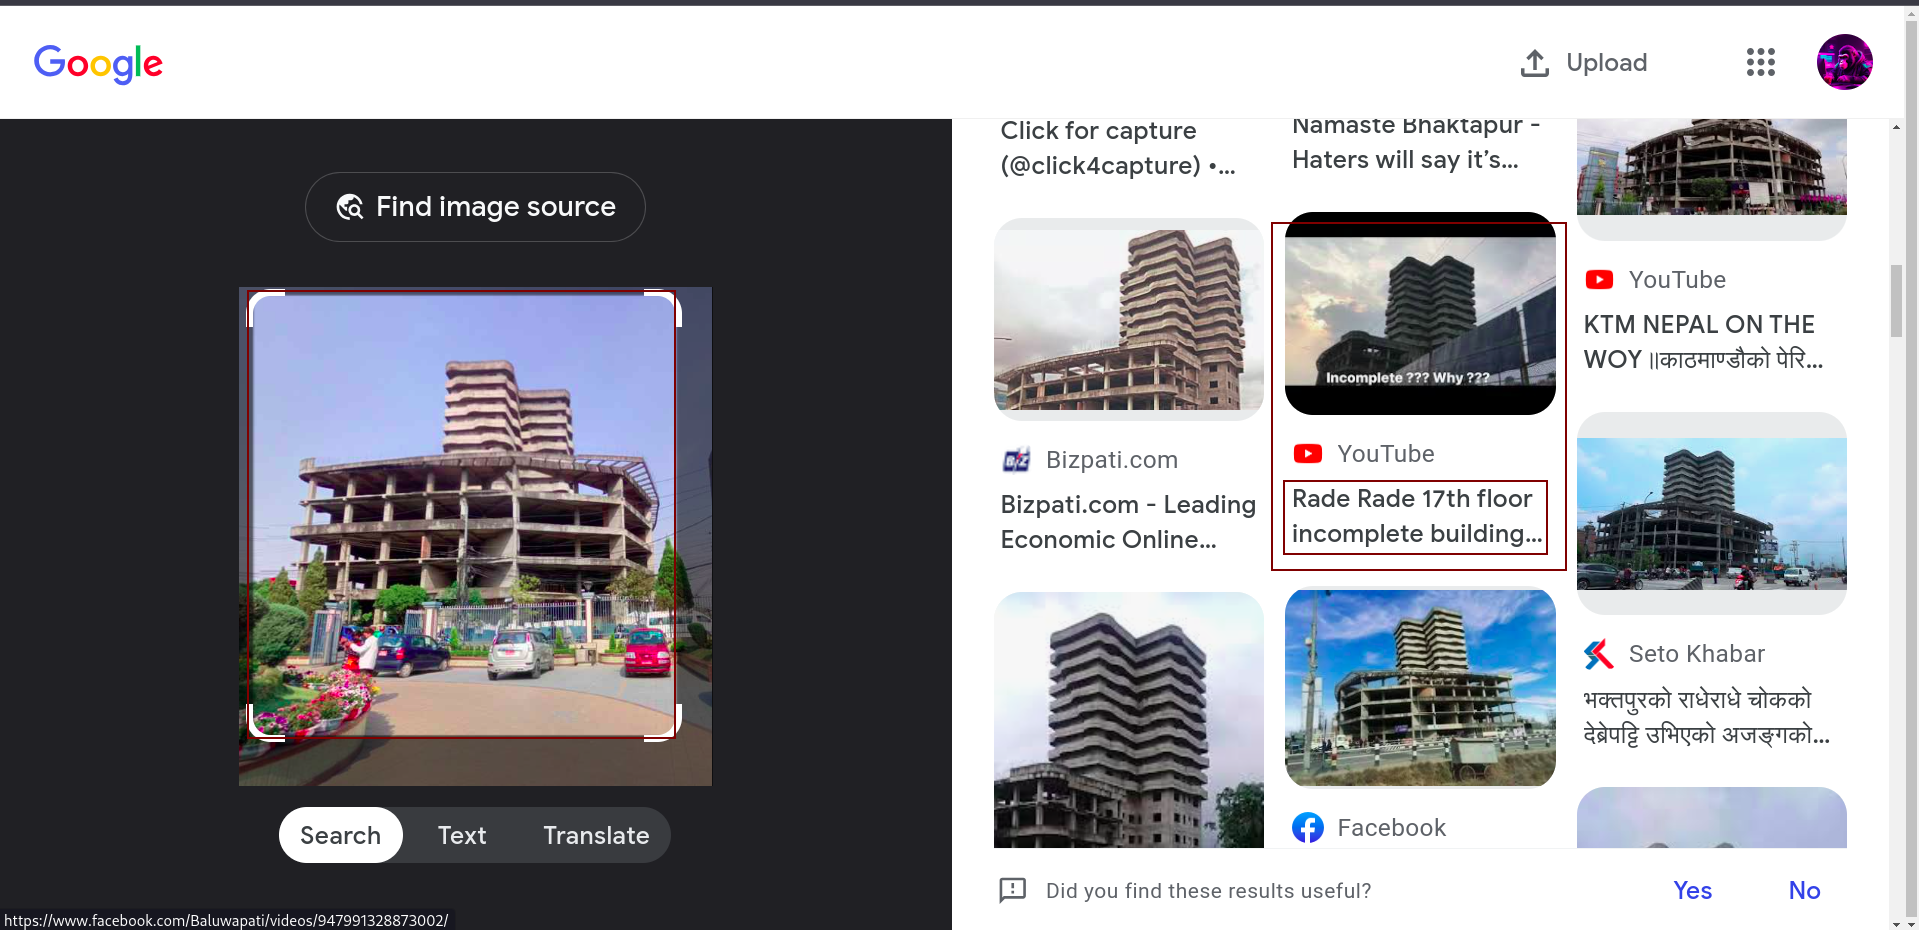 Google
Upload
Find image source
Search
Text
Translate
https://www.facebook.com/Baluwapati/videos/947991328873002/
Click for capture
(@click4capture) •...
Bizpati.com
Bizpati.com - Leading
Economic Online...
Namaste Bhaktapur -
Haters will say it’s...
Incomplete ??? Why ???
YouTube
Rade Rade 17th floor
incomplete building...
Facebook
YouTube
KTM NEPAL ON THE
WOY॥काठमाण्डौको पेरि...
Seto Khabar
भक्तपुरको राधेराधे चोकको
देब्रेपट्टि उभिएको अजङ्गको...
Did you find these results useful?
Yes
No